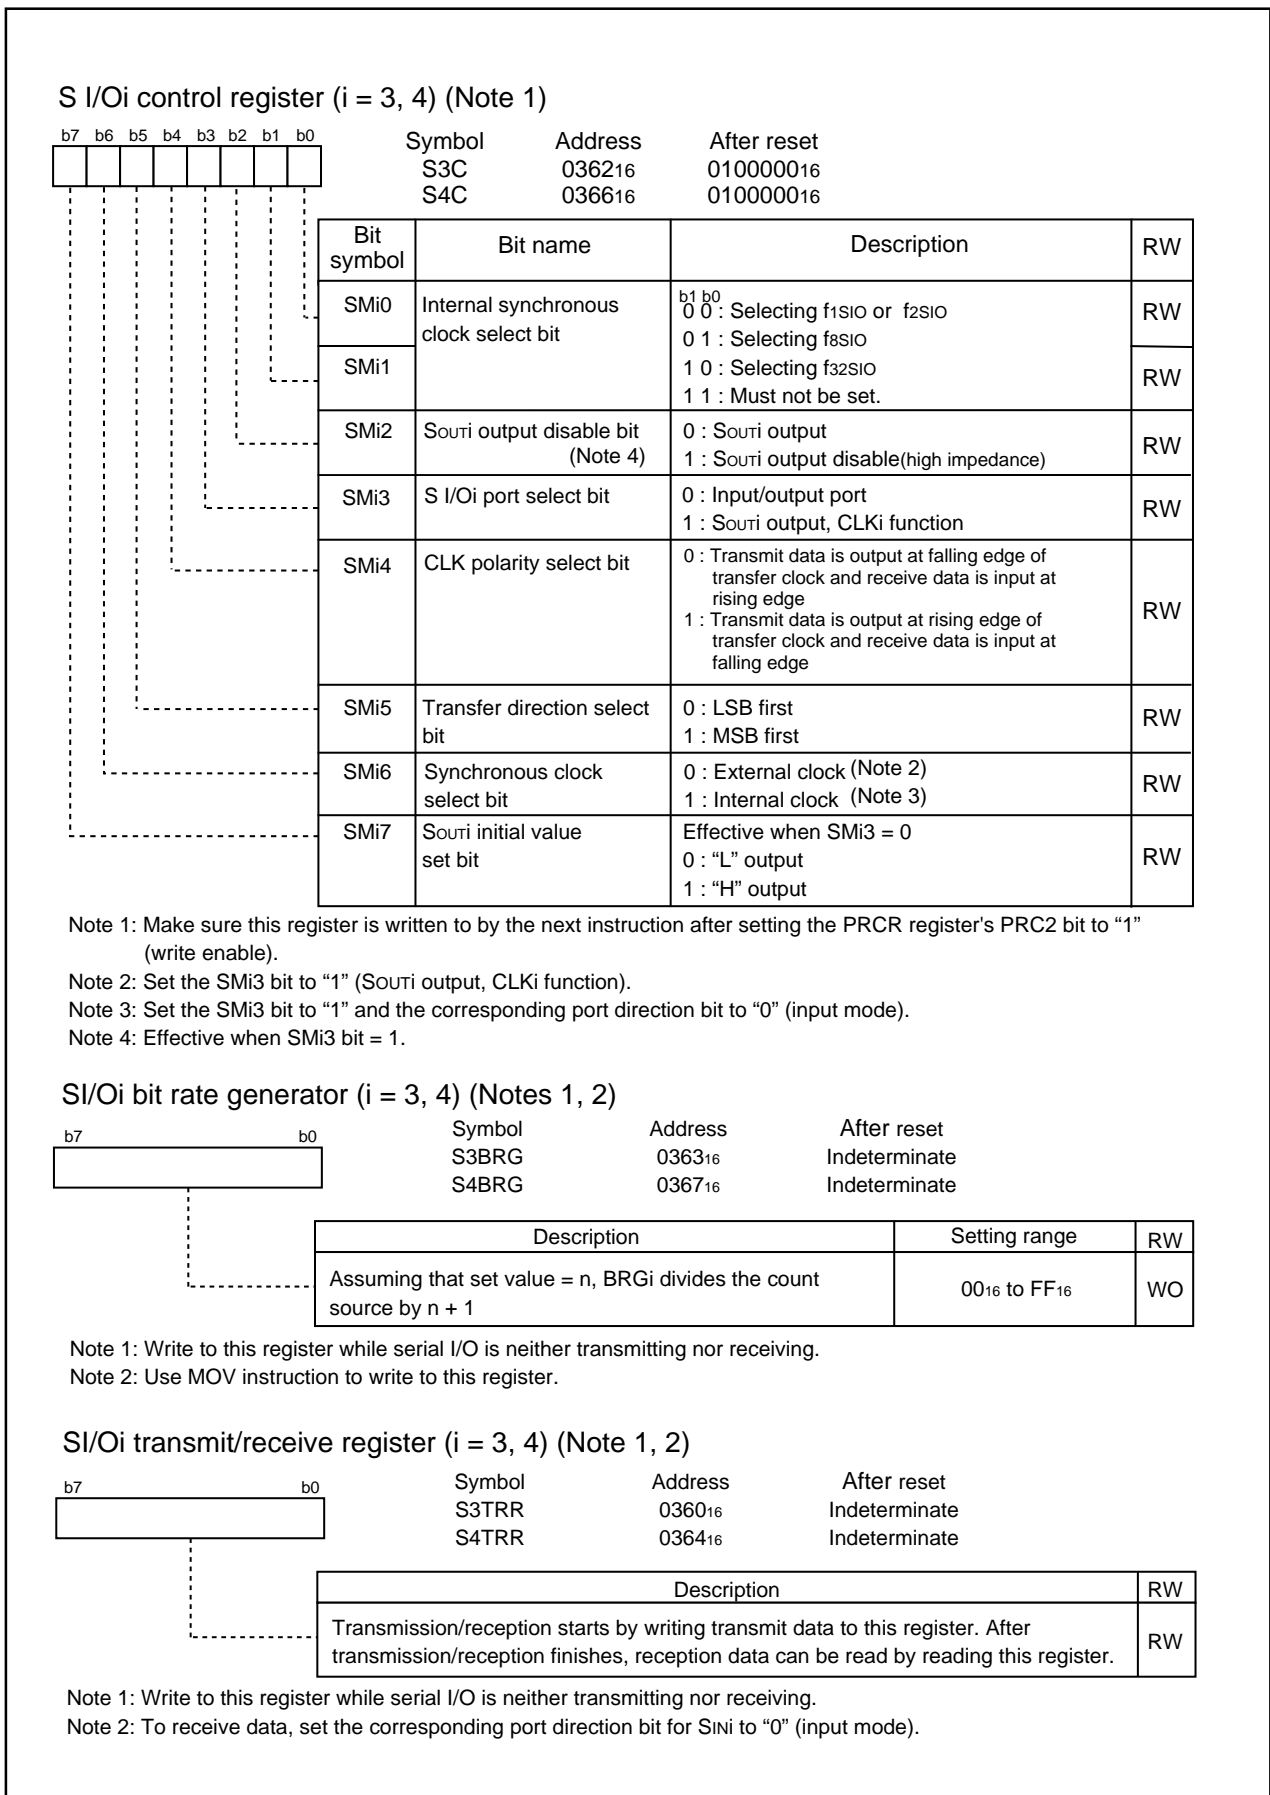 S I/Oi control register (i = 3, 4) (Note 1)
b7 b6 b5 b4 b3 b2 b1 b0
Symbol Address After reset
S3C 036216 0100000016
S4C 036616 0100000016
Bit symbol Bit name Description RW
SMi0 Internal synchronous clock select bit b1 b0
0 0 : Selecting f1SIO or f2SIO RW
0 1 : Selecting f8SIO
SMi1 1 0 : Selecting f32SIO RW
1 1 : Must not be set.
SMi2 SOUTi output disable bit (Note 4) 0 : SOUTi output RW
1 : SOUTi output disable(high impedance)
SMi3 S I/Oi port select bit 0 : Input/output port RW
1 : SOUTi output, CLKi function
SMi4 CLK polarity select bit 0 : Transmit data is output at falling edge of
transfer clock and receive data is input at
rising edge RW
1 : Transmit data is output at rising edge of
transfer clock and receive data is input at
falling edge
SMi5 Transfer direction select bit 0 : LSB first RW
1 : MSB first
SMi6 Synchronous clock select bit 0 : External clock (Note 2) RW
1 : Internal clock (Note 3)
SMi7 SOUTi initial value set bit Effective when SMi3 = 0
0 : “L” output RW
1 : “H” output
Note 1: Make sure this register is written to by the next instruction after setting the PRCR register's PRC2 bit to “1”
(write enable).
Note 2: Set the SMi3 bit to “1” (SOUTi output, CLKi function).
Note 3: Set the SMi3 bit to “1” and the corresponding port direction bit to “0” (input mode).
Note 4: Effective when SMi3 bit = 1.
SI/Oi bit rate generator (i = 3, 4) (Notes 1, 2)
b7 b0
Symbol Address After reset
S3BRG 036316 Indeterminate
S4BRG 036716 Indeterminate
Description Setting range RW
Assuming that set value = n, BRGi divides the count
source by n + 1 0016 to FF16 WO
Note 1: Write to this register while serial I/O is neither transmitting nor receiving.
Note 2: Use MOV instruction to write to this register.
SI/Oi transmit/receive register (i = 3, 4) (Note 1, 2)
b7 b0
Symbol Address After reset
S3TRR 036016 Indeterminate
S4TRR 036416 Indeterminate
Description RW
Transmission/reception starts by writing transmit data to this register. After
transmission/reception finishes, reception data can be read by reading this register. RW
Note 1: Write to this register while serial I/O is neither transmitting nor receiving.
Note 2: To receive data, set the corresponding port direction bit for SINi to “0” (input mode).